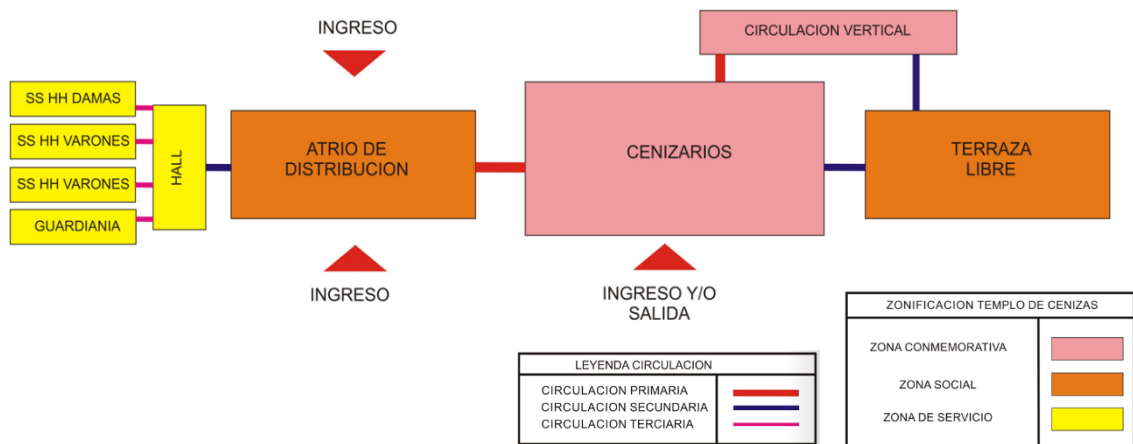 INGRESO
CIRCULACION VERTICAL
SS HH DAMAS
SS HH VARONES
SS HH VARONES
GUARDIANIA
HALL
ATRIO DE
DISTRIBUCION
CENIZARIOS
TERRAZA
LIBRE
INGRESO
INGRESO Y/O
SALIDA
LEYENDA CIRCULACION
CIRCULACION PRIMARIA
CIRCULACION SECUNDARIA
CIRCULACION TERCIARIA
ZONIFICACION TEMPLO DE CENIZAS
ZONA CONMEMORATIVA
ZONA SOCIAL
ZONA DE SERVICIO